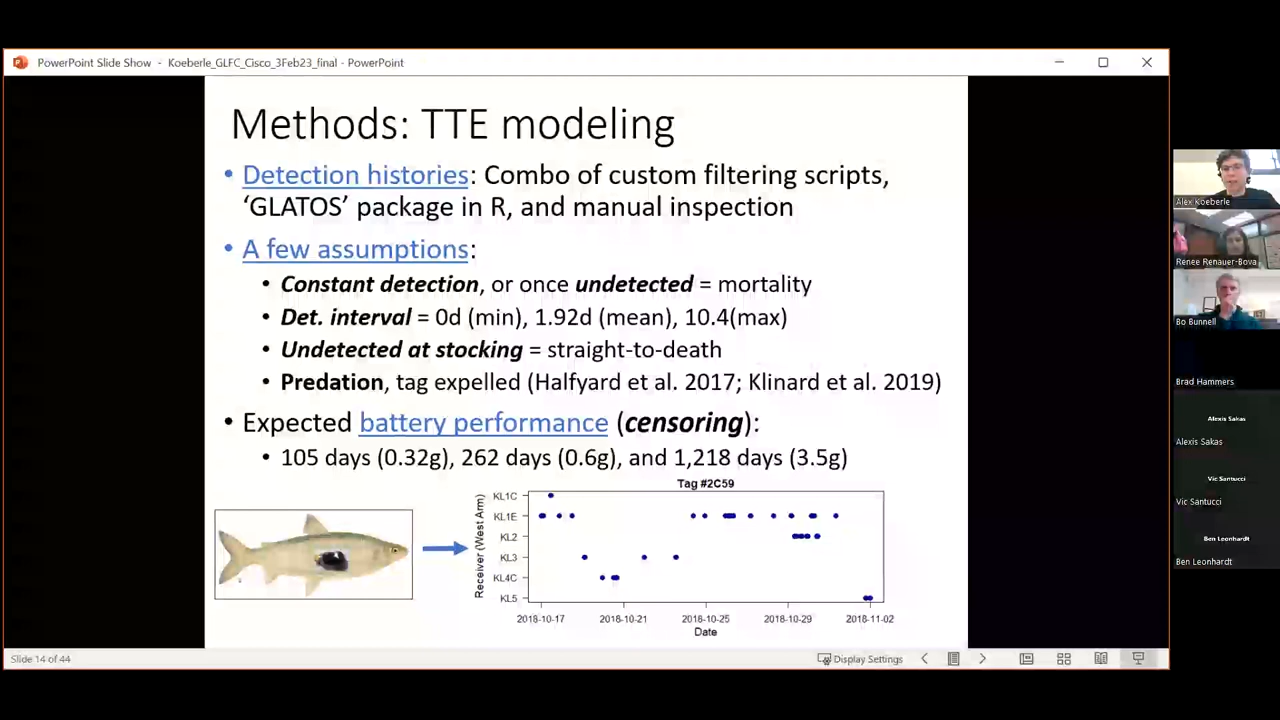 PowerPoint Slide Show - Koeberle_GLFC_Cisco_3Feb23_final - PowerPoint
Methods: TTE modeling
• Detection histories: Combo of custom filtering scripts,
‘GLATOS’ package in R, and manual inspection
• A few assumptions:
• Constant detection, or once undetected = mortality
• Det. interval = 0d (min), 1.92d (mean), 10.4(max)
• Undetected at stocking = straight-to-death
• Predation, tag expelled (Halfyard et al. 2017; Klinard et al. 2019)
• Expected battery performance (censoring):
• 105 days (0.32g), 262 days (0.6g), and 1,218 days (3.5g)
Tag #2C59
Receiver (West Arm)
KL1C
KL1E
KL2
KL3
KL4C
KL5
2018-10-17 2018-10-21 2018-10-25 2018-10-29 2018-11-02
Date
Slide 14 of 44
Display Settings
Alex Koeberle
Renee Renauer-Bova
Bo Bunnell
Brad Hammers
Alexis Sakas
Alexis Sakas
Vic Santucci
Vic Santucci
Ben Leonhardt
Ben Leonhardt